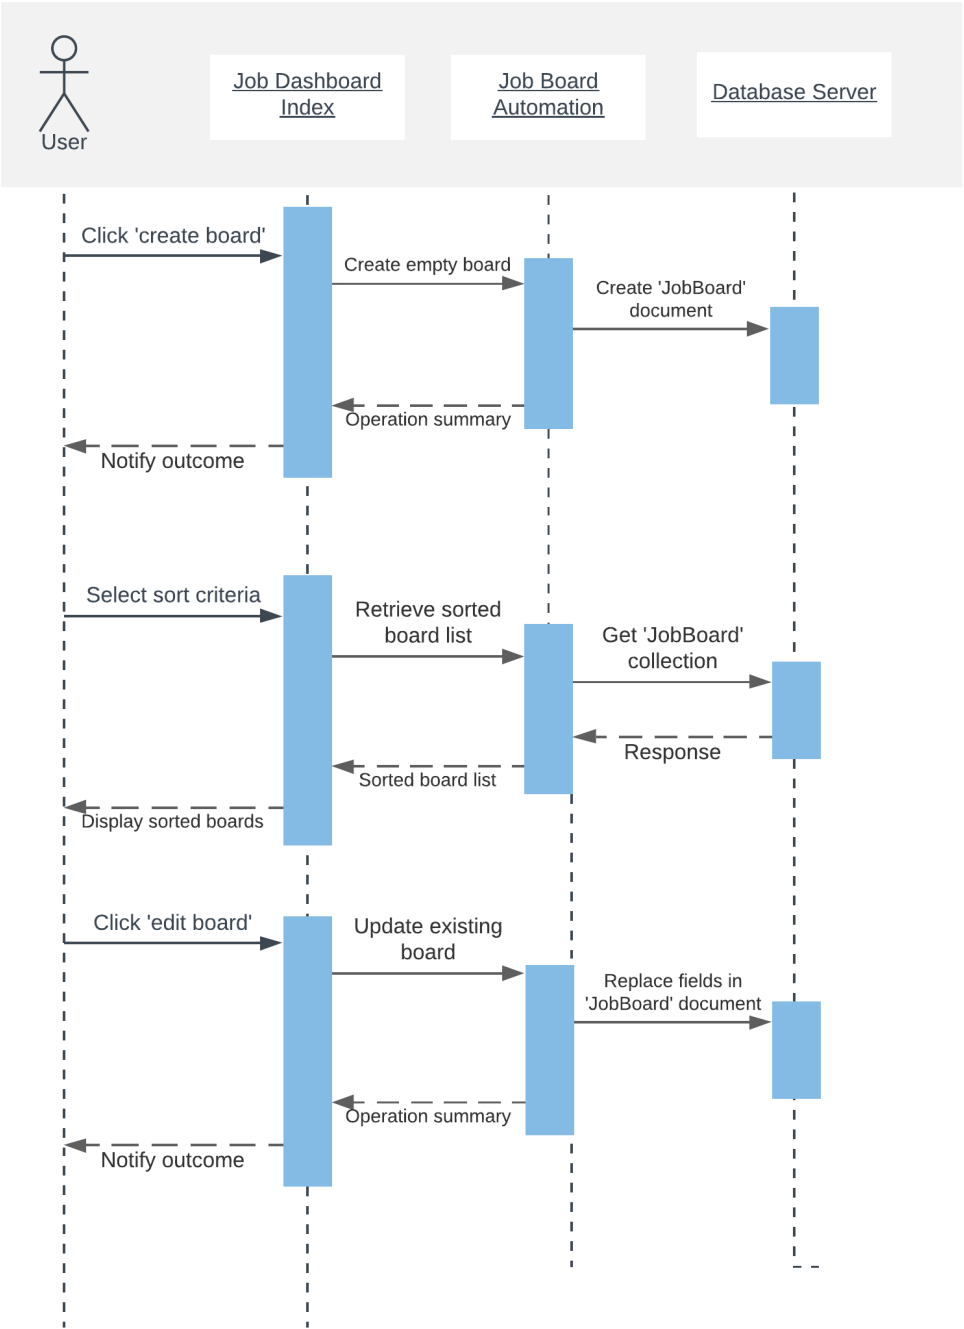 User
Job Dashboard
Index
Job Board
Automation
Database Server
Click 'create board'
Create empty board
Create 'JobBoard'
document
Operation summary
Notify outcome
Select sort criteria
Retrieve sorted
board list
Get 'JobBoard'
collection
Response
Sorted board list
Display sorted boards
Click 'edit board'
Update existing
board
Replace fields in
'JobBoard' document
Operation summary
Notify outcome